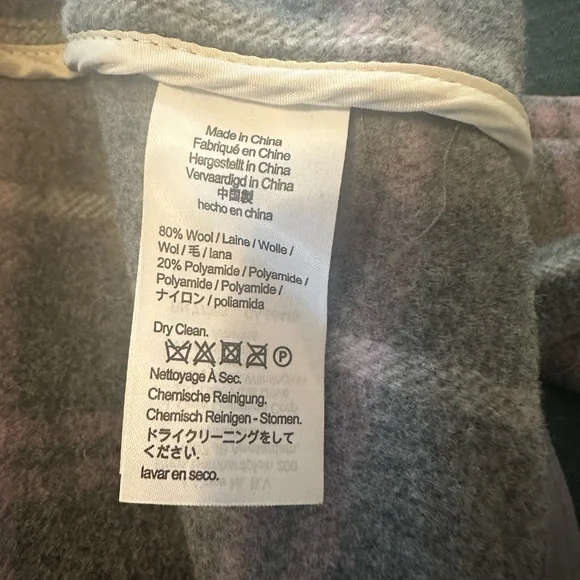 Made in China
Fabriqué en Chine
Hergestellt in China
Vervaardigd in China
中国製
hecho en china
80% Wool / Laine / Wolle /
Wol / 毛 / lana
20% Polyamide / Polyamide /
Polyamide / Polyamide /
ナイロン / poliamida
Dry Clean.
P
Nettoyage À Sec.
Chemische Reinigung.
Chemisch Reinigen - Stomen.
ドライクリーニングをして
ください.
lavar en seco.